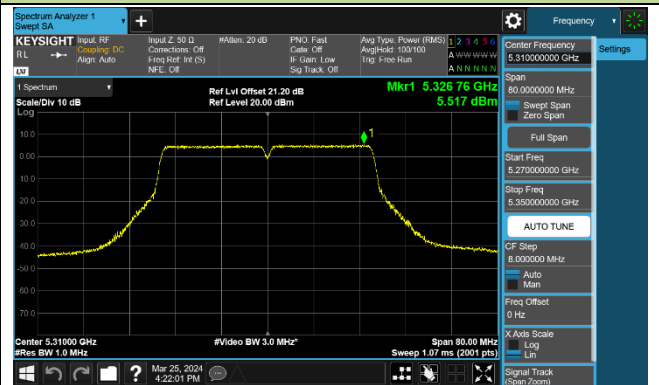 Spectrum Analyzer 1
Swept SA
Frequency
KEYSIGHT
RL
LXI
Input: RF
Coupling: DC
Align: Auto
Input Z: 50 Ω
Corrections: Off
Freq Ref: Int (S)
NFE: Off
#Atten: 20 dB
PNO: Fast
Gate: Off
IF Gain: Low
Sig Track: Off
Avg Type: Power (RMS)
Avg|Hold: 100/100
Trig: Free Run
1 2 3 4 5 6
A W W W W W
A N N N N N
1 Spectrum
Scale/Div 10 dB
Log
Ref Lvl Offset 21.20 dB
Ref Level 20.00 dBm
Mkr1 5.326 76 GHz
5.517 dBm
1
10.0
0.00
-10.0
-20.0
-30.0
-40.0
-50.0
-60.0
-70.0
Center 5.31000 GHz
#Res BW 1.0 MHz
#Video BW 3.0 MHz*
Span 80.00 MHz
Sweep 1.07 ms (2001 pts)
?
Mar 25, 2024
4:22:01 PM
Center Frequency
5.310000000 GHz
Span
80.0000000 MHz
Swept Span
Zero Span
Full Span
Start Freq
5.270000000 GHz
Stop Freq
5.350000000 GHz
AUTO TUNE
CF Step
8.000000 MHz
Auto
Man
Freq Offset
0 Hz
X Axis Scale
Log
Lin
Signal Track
(Span Zoom)
Settings